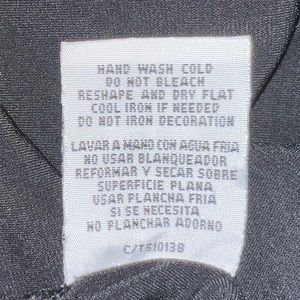 HAND WASH COLD
DO NOT BLEACH
RESHAPE AND DRY FLAT
COOL IRON IF NEEDED
DO NOT IRON DECORATION
LAVAR A MANO CON AGUA FRIA
NO USAR BLANQUEADOR
REFORMAR Y SECAR SOBRE
SUPERFICIE PLANA
USAR PLANCHA FRIA
SI SE NECESITA
NO PLANCHAR ADORNO
C/TS10138